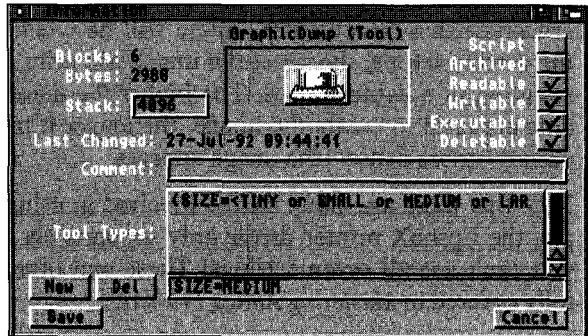 Information
GraphicDump (Tool)
Blocks: 6
Bytes: 2988
Stack: 4096
Script
Archived
Readable
Writable
Executable
Deletable
Last Changed: 27-Jul-92 09:44:4
Comment:
Tool Types:
(SIZE=<TINY or SMALL or MEDIUM or LAR
New
Del
SIZE=MEDIUM
Save
Cancel